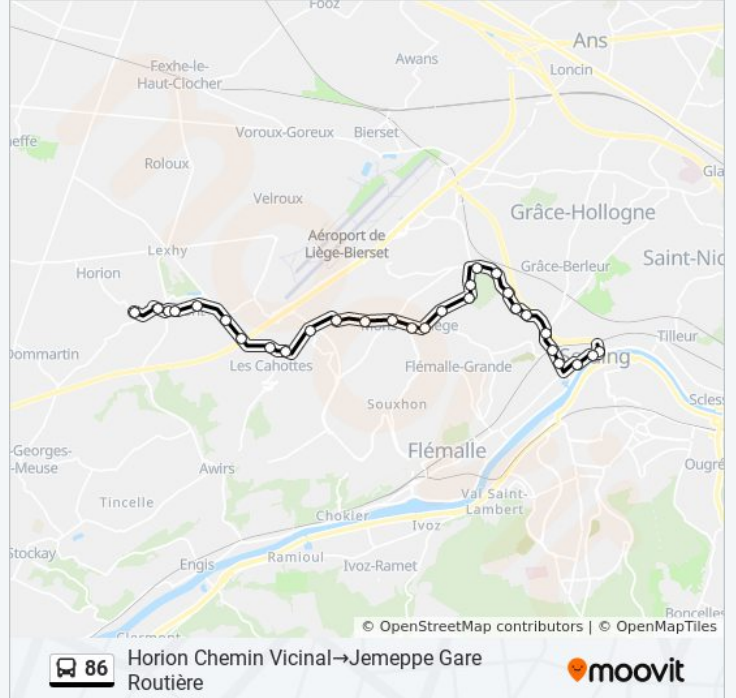 Fooz
Ans
Awans
Loncin
Fexhe-le-
Haut-Clocher
Voroux-Goreux
Bierset
Roloux
Velroux
Grâce-Hollogne
Aéroport de
Liège-Bierset
Lexhy
Saint-Nic
Horion
Grâce-Berleur
Tilleur
Dommartin
Les Cahottes
Flémalle-Grande
Souxhon
Scless
Flémalle
-Georges-
-Meuse
Awirs
Ougré
Tincelle
Val Saint-
Lambert
Chokier
Ivoz
Stockay
Engis
Ramioul
Ivoz-Ramet
Boncelles
Clermont
© OpenStreetMap contributors | © OpenMapTiles
86
Horion Chemin Vicinal→Jemeppe Gare
Routière
moovit